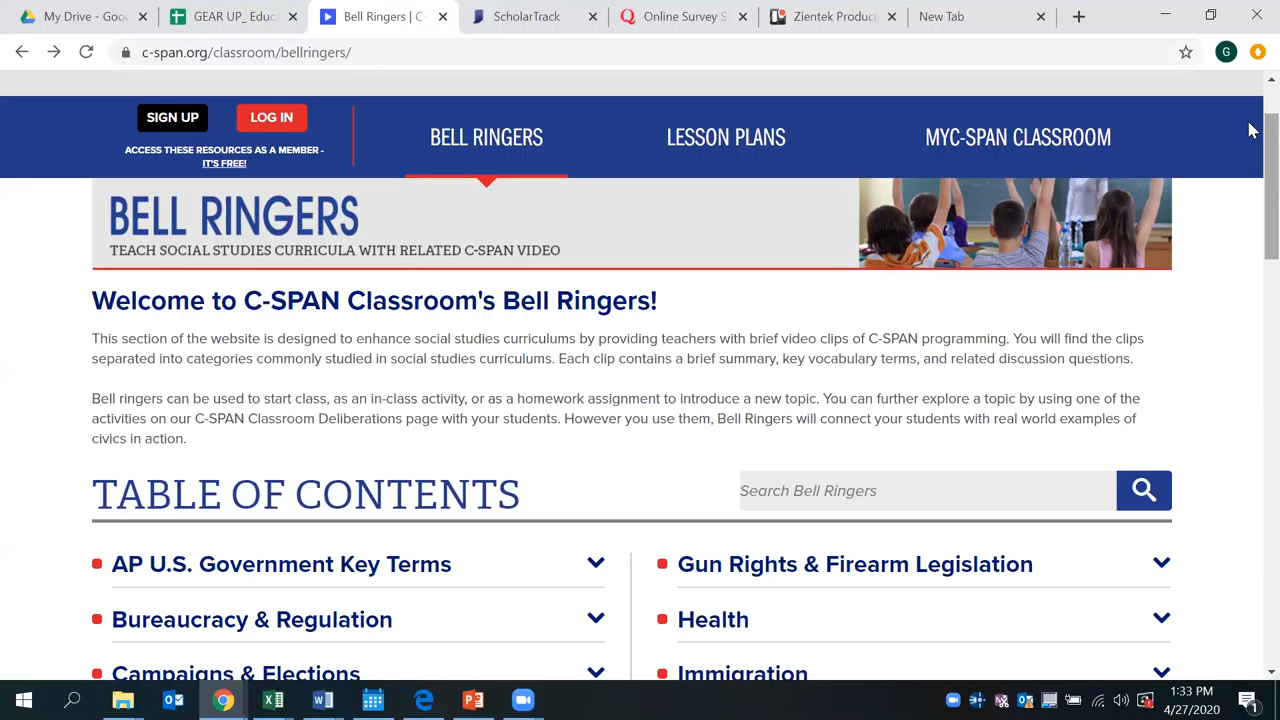 My Drive - Goo
GEAR UP_ Educ
Bell Ringers | C-
ScholarTrack
Online Survey S
Zientek Produc
New Tab
c-span.org/classroom/bellringers/
G
SIGN UP
LOG IN
ACCESS THESE RESOURCES AS A MEMBER -
IT'S FREE!
BELL RINGERS
LESSON PLANS
MYC-SPAN CLASSROOM
BELL RINGERS
TEACH SOCIAL STUDIES CURRICULA WITH RELATED C-SPAN VIDEO
Welcome to C-SPAN Classroom's Bell Ringers!
This section of the website is designed to enhance social studies curriculums by providing teachers with brief video clips of C-SPAN programming. You will find the clips
separated into categories commonly studied in social studies curriculums. Each clip contains a brief summary, key vocabulary terms, and related discussion questions.
Bell ringers can be used to start class, as an in-class activity, or as a homework assignment to introduce a new topic. You can further explore a topic by using one of the
activities on our C-SPAN Classroom Deliberations page with your students. However you use them, Bell Ringers will connect your students with real world examples of
civics in action.
TABLE OF CONTENTS
Search Bell Ringers
AP U.S. Government Key Terms
Gun Rights & Firearm Legislation
Bureaucracy & Regulation
Health
Campaigns & Elections
Immigration
1:33 PM
4/27/2020
1